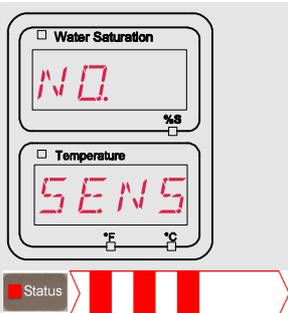 Water Saturation
NO.
%S
Temperature
SENS
°F °C
Status